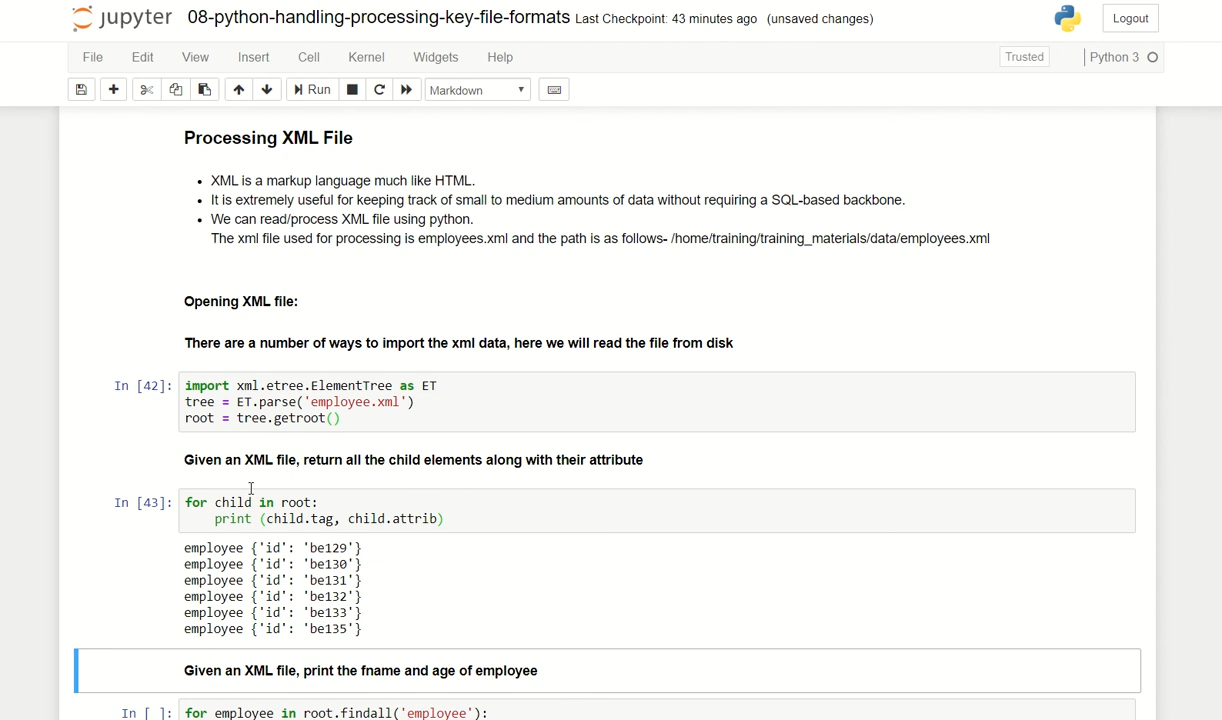 jupyter 08-python-handling-processing-key-file-formats Last Checkpoint: 43 minutes ago (unsaved changes) Logout
File Edit View Insert Cell Kernel Widgets Help Trusted Python 3
Run Markdown
Processing XML File
• XML is a markup language much like HTML.
• It is extremely useful for keeping track of small to medium amounts of data without requiring a SQL-based backbone.
• We can read/process XML file using python.
The xml file used for processing is employees.xml and the path is as follows- /home/training/training_materials/data/employees.xml
Opening XML file:
There are a number of ways to import the xml data, here we will read the file from disk
In [42]: import xml.etree.ElementTree as ET
tree = ET.parse('employee.xml')
root = tree.getroot()
Given an XML file, return all the child elements along with their attribute
In [43]: for child in root:
print (child.tag, child.attrib)
employee {'id': 'be129'}
employee {'id': 'be130'}
employee {'id': 'be131'}
employee {'id': 'be132'}
employee {'id': 'be133'}
employee {'id': 'be135'}
Given an XML file, print the fname and age of employee
In [ ]: for employee in root.findall('employee'):